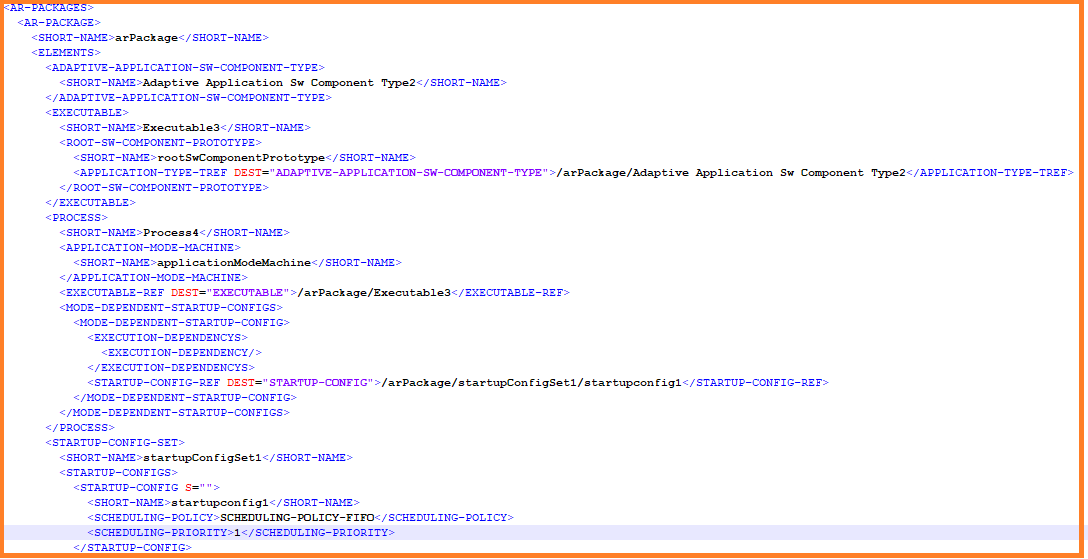 <AR-PACKAGES>
<AR-PACKAGE>
<SHORT-NAME>arPackage</SHORT-NAME>
<ELEMENTS>
<ADAPTIVE-APPLICATION-SW-COMPONENT-TYPE>
<SHORT-NAME>Adaptive Application Sw Component Type2</SHORT-NAME>
</ADAPTIVE-APPLICATION-SW-COMPONENT-TYPE>
<EXECUTABLE>
<SHORT-NAME>Executable3</SHORT-NAME>
<ROOT-SW-COMPONENT-PROTOTYPE>
<SHORT-NAME>rootSwComponentPrototype</SHORT-NAME>
<APPLICATION-TYPE-TREF DEST="ADAPTIVE-APPLICATION-SW-COMPONENT-TYPE">/arPackage/Adaptive Application Sw Component Type2</APPLICATION-TYPE-TREF>
</ROOT-SW-COMPONENT-PROTOTYPE>
</EXECUTABLE>
<PROCESS>
<SHORT-NAME>Process4</SHORT-NAME>
<APPLICATION-MODE-MACHINE>
<SHORT-NAME>applicationModeMachine</SHORT-NAME>
</APPLICATION-MODE-MACHINE>
<EXECUTABLE-REF DEST="EXECUTABLE">/arPackage/Executable3</EXECUTABLE-REF>
<MODE-DEPENDENT-STARTUP-CONFIGS>
<MODE-DEPENDENT-STARTUP-CONFIG>
<EXECUTION-DEPENDENCYS>
<EXECUTION-DEPENDENCY/>
</EXECUTION-DEPENDENCYS>
<STARTUP-CONFIG-REF DEST="STARTUP-CONFIG">/arPackage/startupConfigSet1/startupconfig1</STARTUP-CONFIG-REF>
</MODE-DEPENDENT-STARTUP-CONFIG>
</MODE-DEPENDENT-STARTUP-CONFIGS>
</PROCESS>
<STARTUP-CONFIG-SET>
<SHORT-NAME>startupConfigSet1</SHORT-NAME>
<STARTUP-CONFIGS>
<STARTUP-CONFIG S="">
<SHORT-NAME>startupconfig1</SHORT-NAME>
<SCHEDULING-POLICY>SCHEDULING-POLICY-FIFO</SCHEDULING-POLICY>
<SCHEDULING-PRIORITY>1</SCHEDULING-PRIORITY>
</STARTUP-CONFIG>